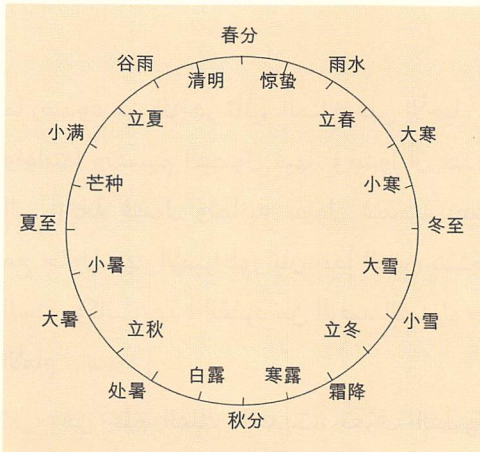 春分
谷雨
雨水
清明
惊蛰
立夏
立春
小满
大寒
芒种
小寒
夏至
冬至
小暑
大雪
大暑
小雪
立秋
立冬
白露
寒露
处暑
霜降
秋分